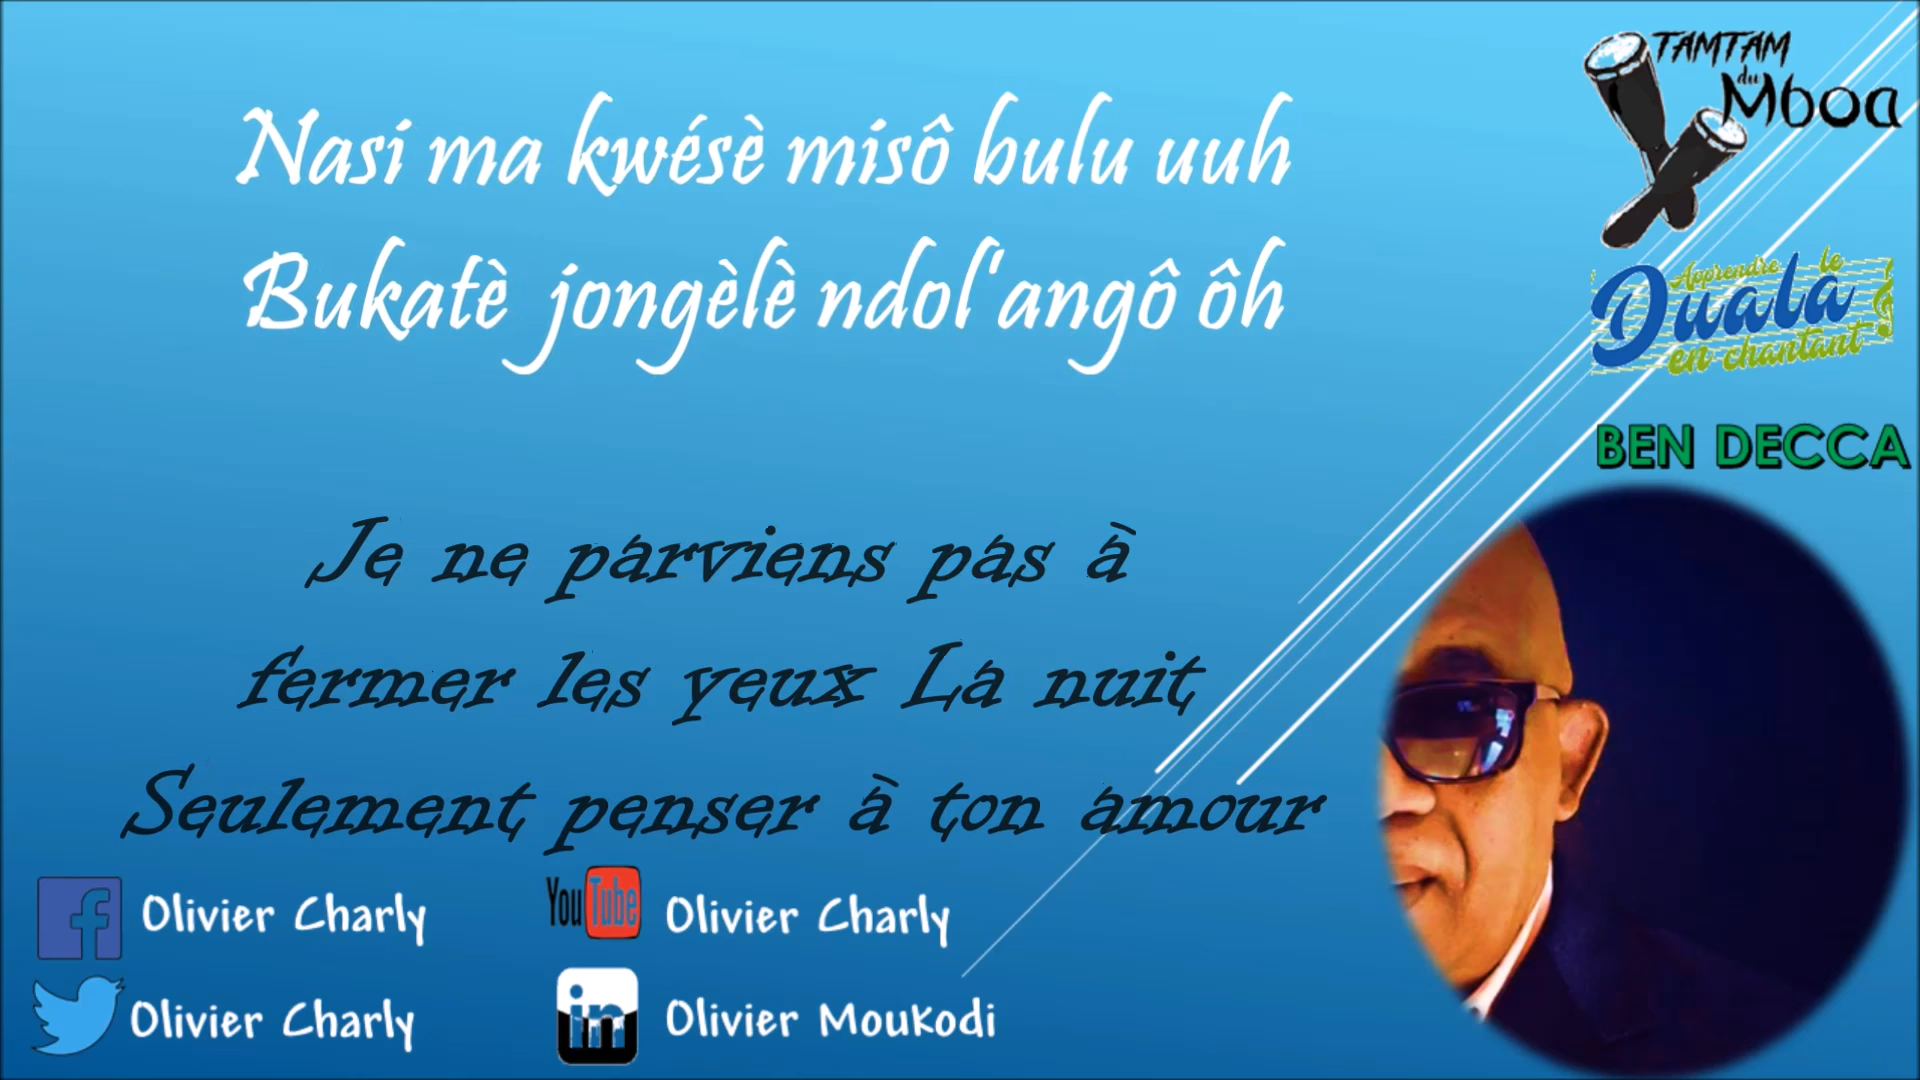 Nasi ma kwésè misô bulu uuh
Bukatè jongèlè ndol'angô ôh
Je ne parviens pas à
fermer les yeux La nuit
Seulement penser à ton amour
TAMTAM
du
Mboa
Apprendre le
Duala
en chantant
BEN DECCA
f Olivier Charly
YouTube Olivier Charly
Olivier Charly
in Olivier Moukodi